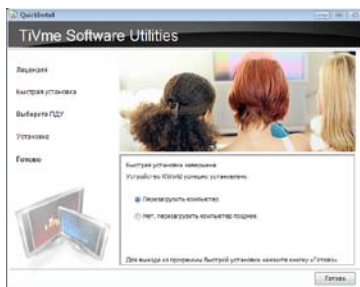 QuickInstall
TiVme Software Utilities
Лицензия
Быстрая установка
Выберите ПДУ
Установка
Готово
Быстрая установка завершена
Устройство KWorld успешно установлено.
Перезагрузить компьютер.
Нет, перезагрузить компьютер позднее.
Для выхода из программы быстрой установки нажмите кнопку «Готово».
Готово